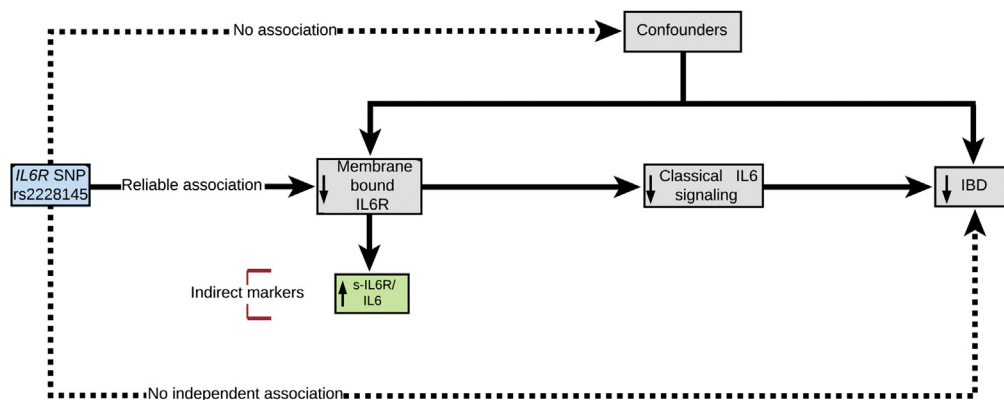 No association
Confounders
IL6R SNP
rs2228145
Reliable association
Membrane
bound
IL6R
Classical IL6
signaling
IBD
Indirect markers
s-IL6R/
IL6
No independent association